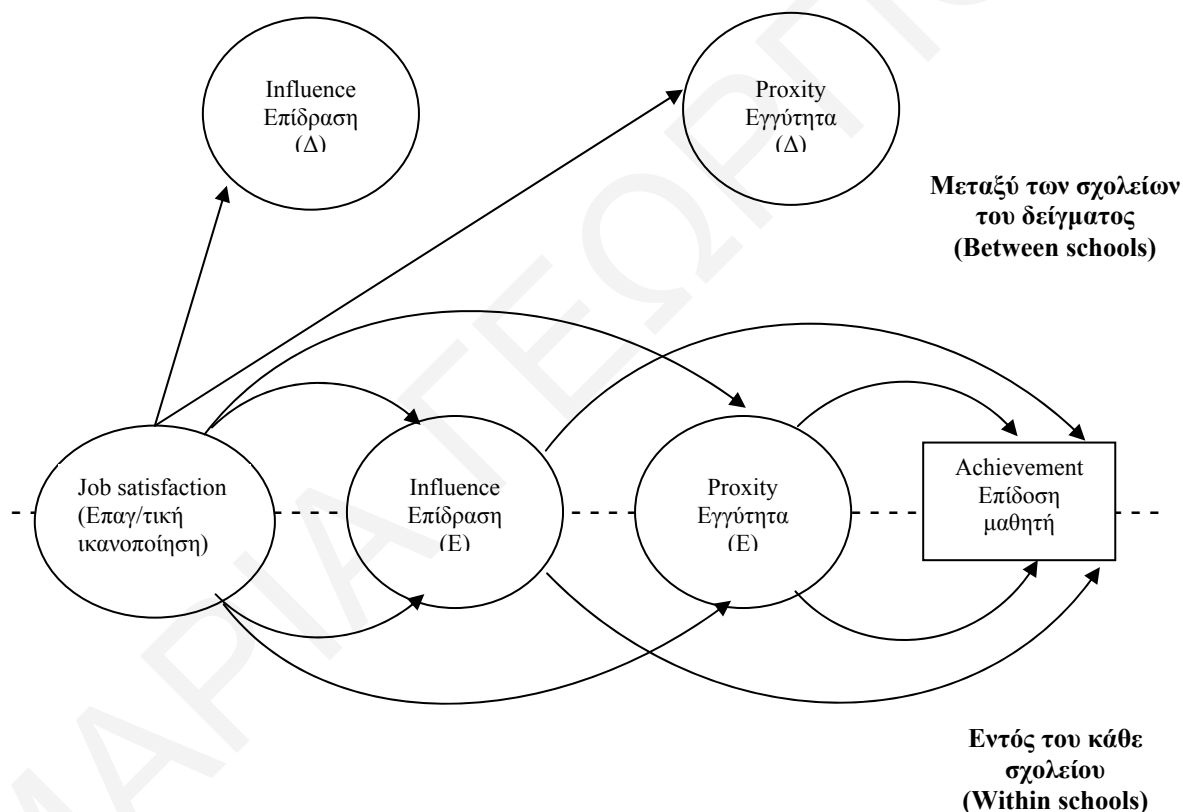 Influence
Επίδραση
(Δ)
Proxity
Εγγύτητα
(Δ)
Μεταξύ των σχολείων
του δείγματος
(Between schools)
Job satisfaction
(Επαγ/τική
ικανοποίηση)
Influence
Επίδραση
(Ε)
Proxity
Εγγύτητα
(Ε)
Achievement
Επίδοση
μαθητή
Εντός του κάθε
σχολείου
(Within schools)